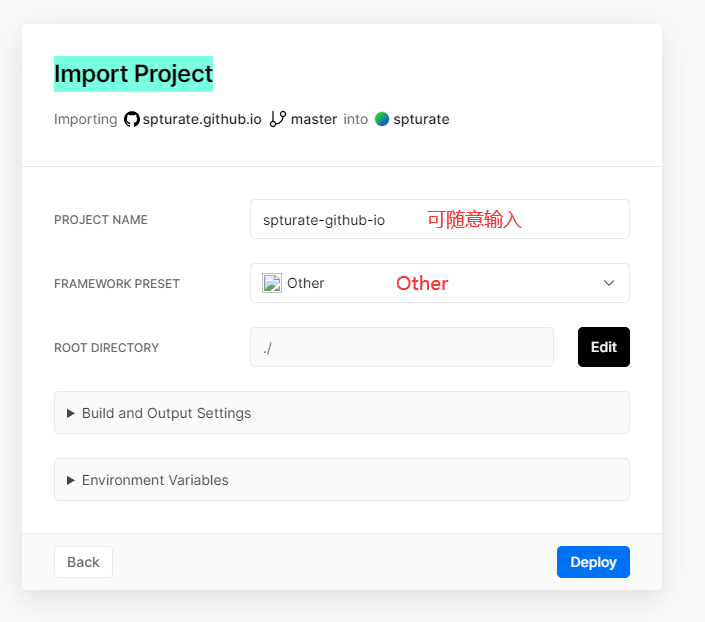 Import Project
Importing spturate.github.io master into spturate
PROJECT NAME spturate-github-io 可随意输入
FRAMEWORK PRESET Other Other
ROOT DIRECTORY ./ Edit
Build and Output Settings
Environment Variables
Back Deploy